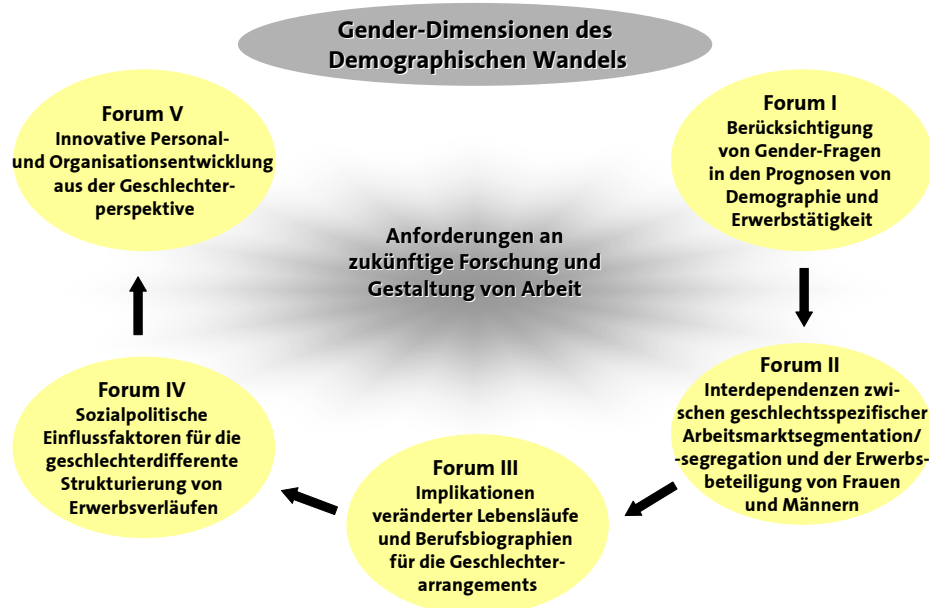 Gender-Dimensionen des
Demographischen Wandels
Forum I
Berücksichtigung
von Gender-Fragen
in den Prognosen von
Demographie und
Erwerbstätigkeit
Forum II
Interdependenzen zwi-
schen geschlechtsspezifischer
Arbeitsmarktsegmentation/
-segregation und der Erwerbs-
beteiligung von Frauen
und Männern
Forum III
Implikationen
veränderter Lebensläufe
und Berufsbiographien
für die Geschlechter-
arrangements
Forum IV
Sozialpolitische
Einflussfaktoren für die
geschlechterdifferente
Strukturierung von
Erwerbsverläufen
Forum V
Innovative Personal-
und Organisationsentwicklung
aus der Geschlechter-
perspektive
Anforderungen an
zukünftige Forschung und
Gestaltung von Arbeit